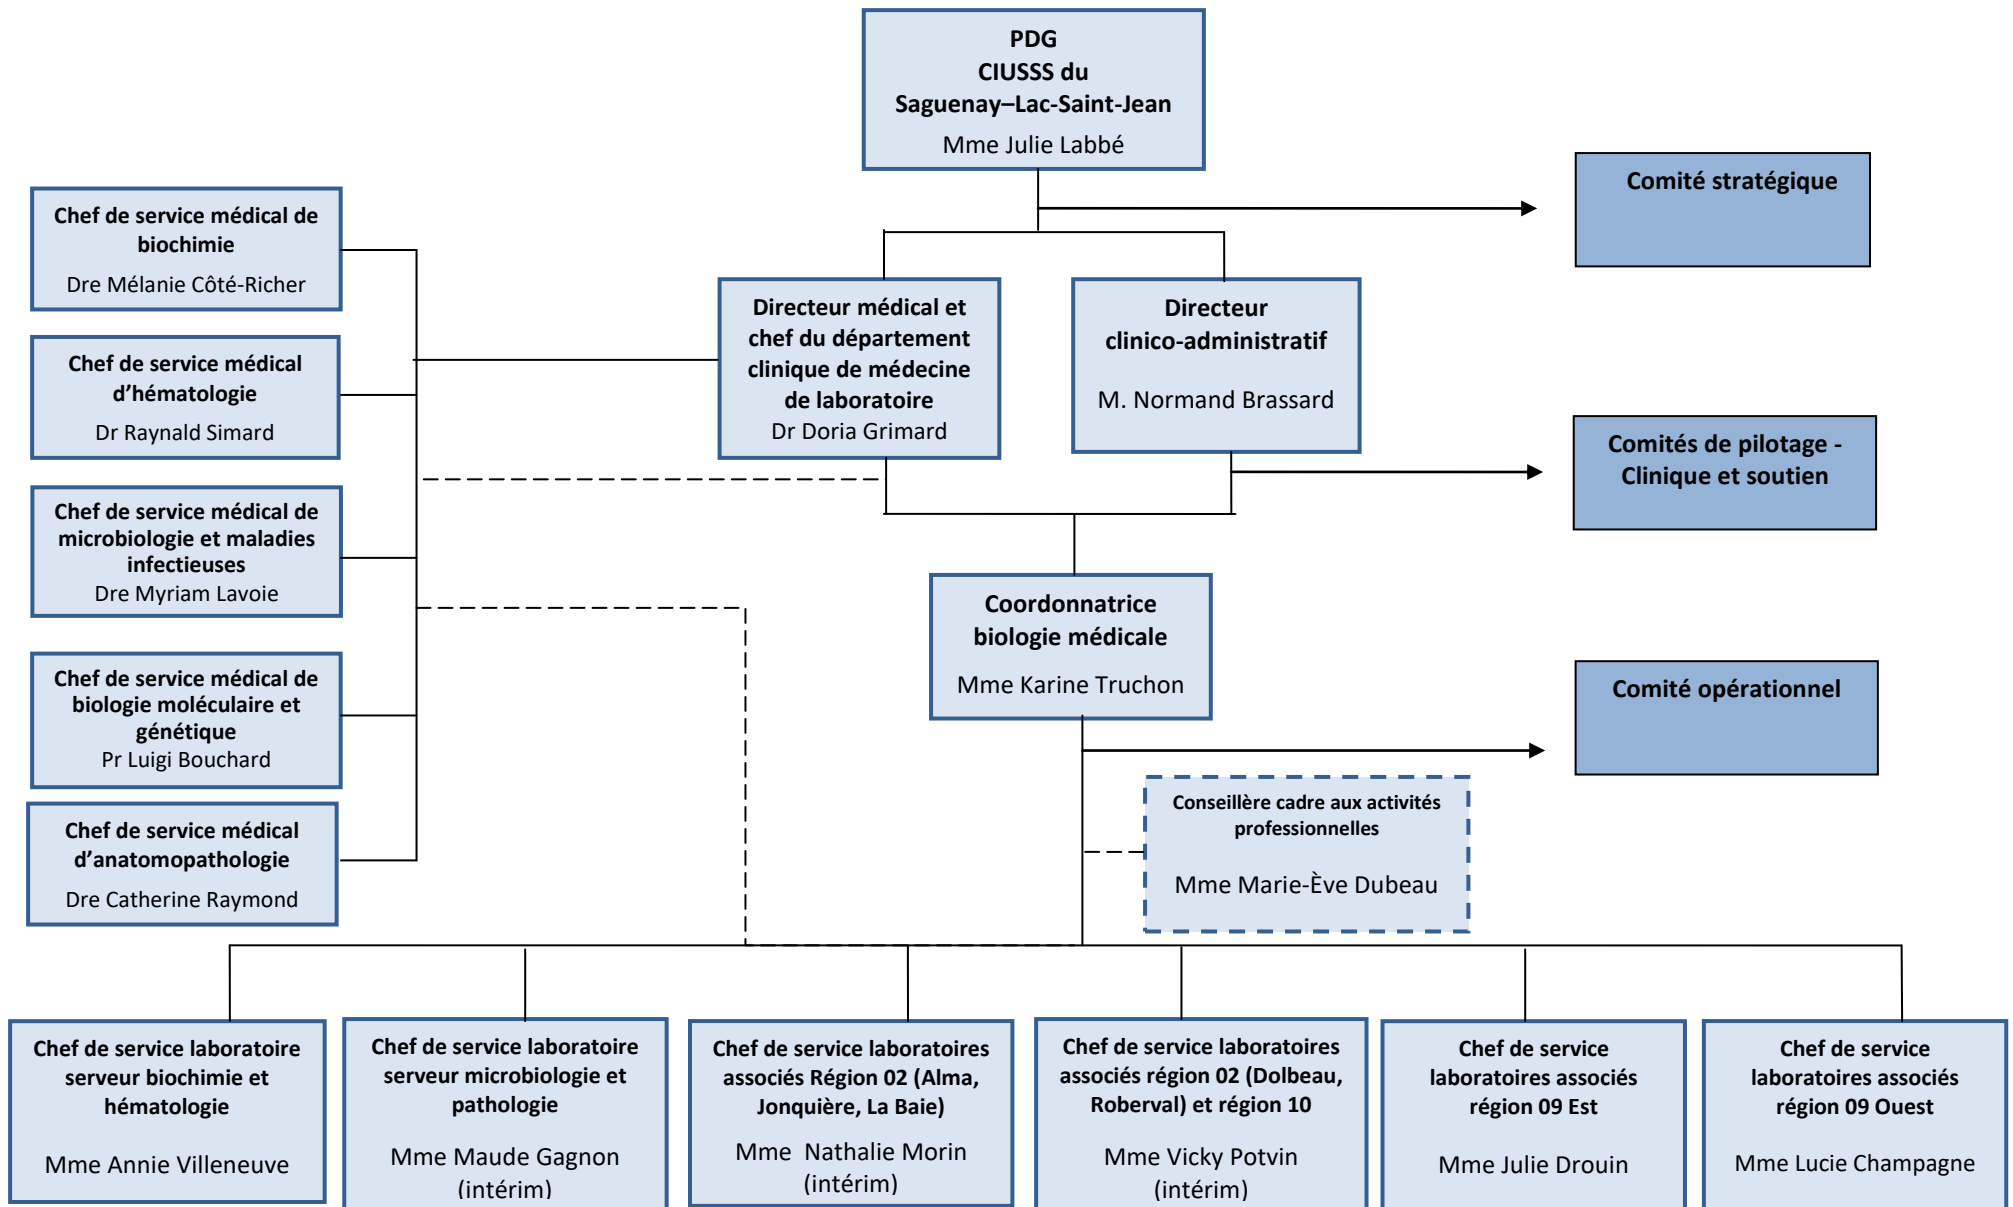 PDG
CIUSSS du
Saguenay–Lac-Saint-Jean
Mme Julie Labbé
Comité stratégique
Chef de service médical de
biochimie
Dre Mélanie Côté-Richer
Directeur médical et
chef du département
clinique de médecine
de laboratoire
Dr Doria Grimard
Directeur
clinico-administratif
M. Normand Brassard
Chef de service médical
d’hématologie
Dr Raynald Simard
Comités de pilotage -
Clinique et soutien
Chef de service médical de
microbiologie et maladies
infectieuses
Dre Myriam Lavoie
Coordonnatrice
biologie médicale
Mme Karine Truchon
Chef de service médical de
biologie moléculaire et
génétique
Pr Luigi Bouchard
Comité opérationnel
Conseillère cadre aux activités
professionnelles
Mme Marie-Ève Dubeau
Chef de service médical
d’anatomopathologie
Dre Catherine Raymond
Chef de service laboratoire
serveur biochimie et
hématologie
Mme Annie Villeneuve
Chef de service laboratoire
serveur microbiologie et
pathologie
Mme Maude Gagnon
(intérim)
Chef de service laboratoires
associés Région 02 (Alma,
Jonquière, La Baie)
Mme  Nathalie Morin
(intérim)
Chef de service laboratoires
associés région 02 (Dolbeau,
Roberval) et région 10
Mme Vicky Potvin
(intérim)
Chef de service
laboratoires associés
région 09 Est
Mme Julie Drouin
Chef de service
laboratoires associés
région 09 Ouest
Mme Lucie Champagne